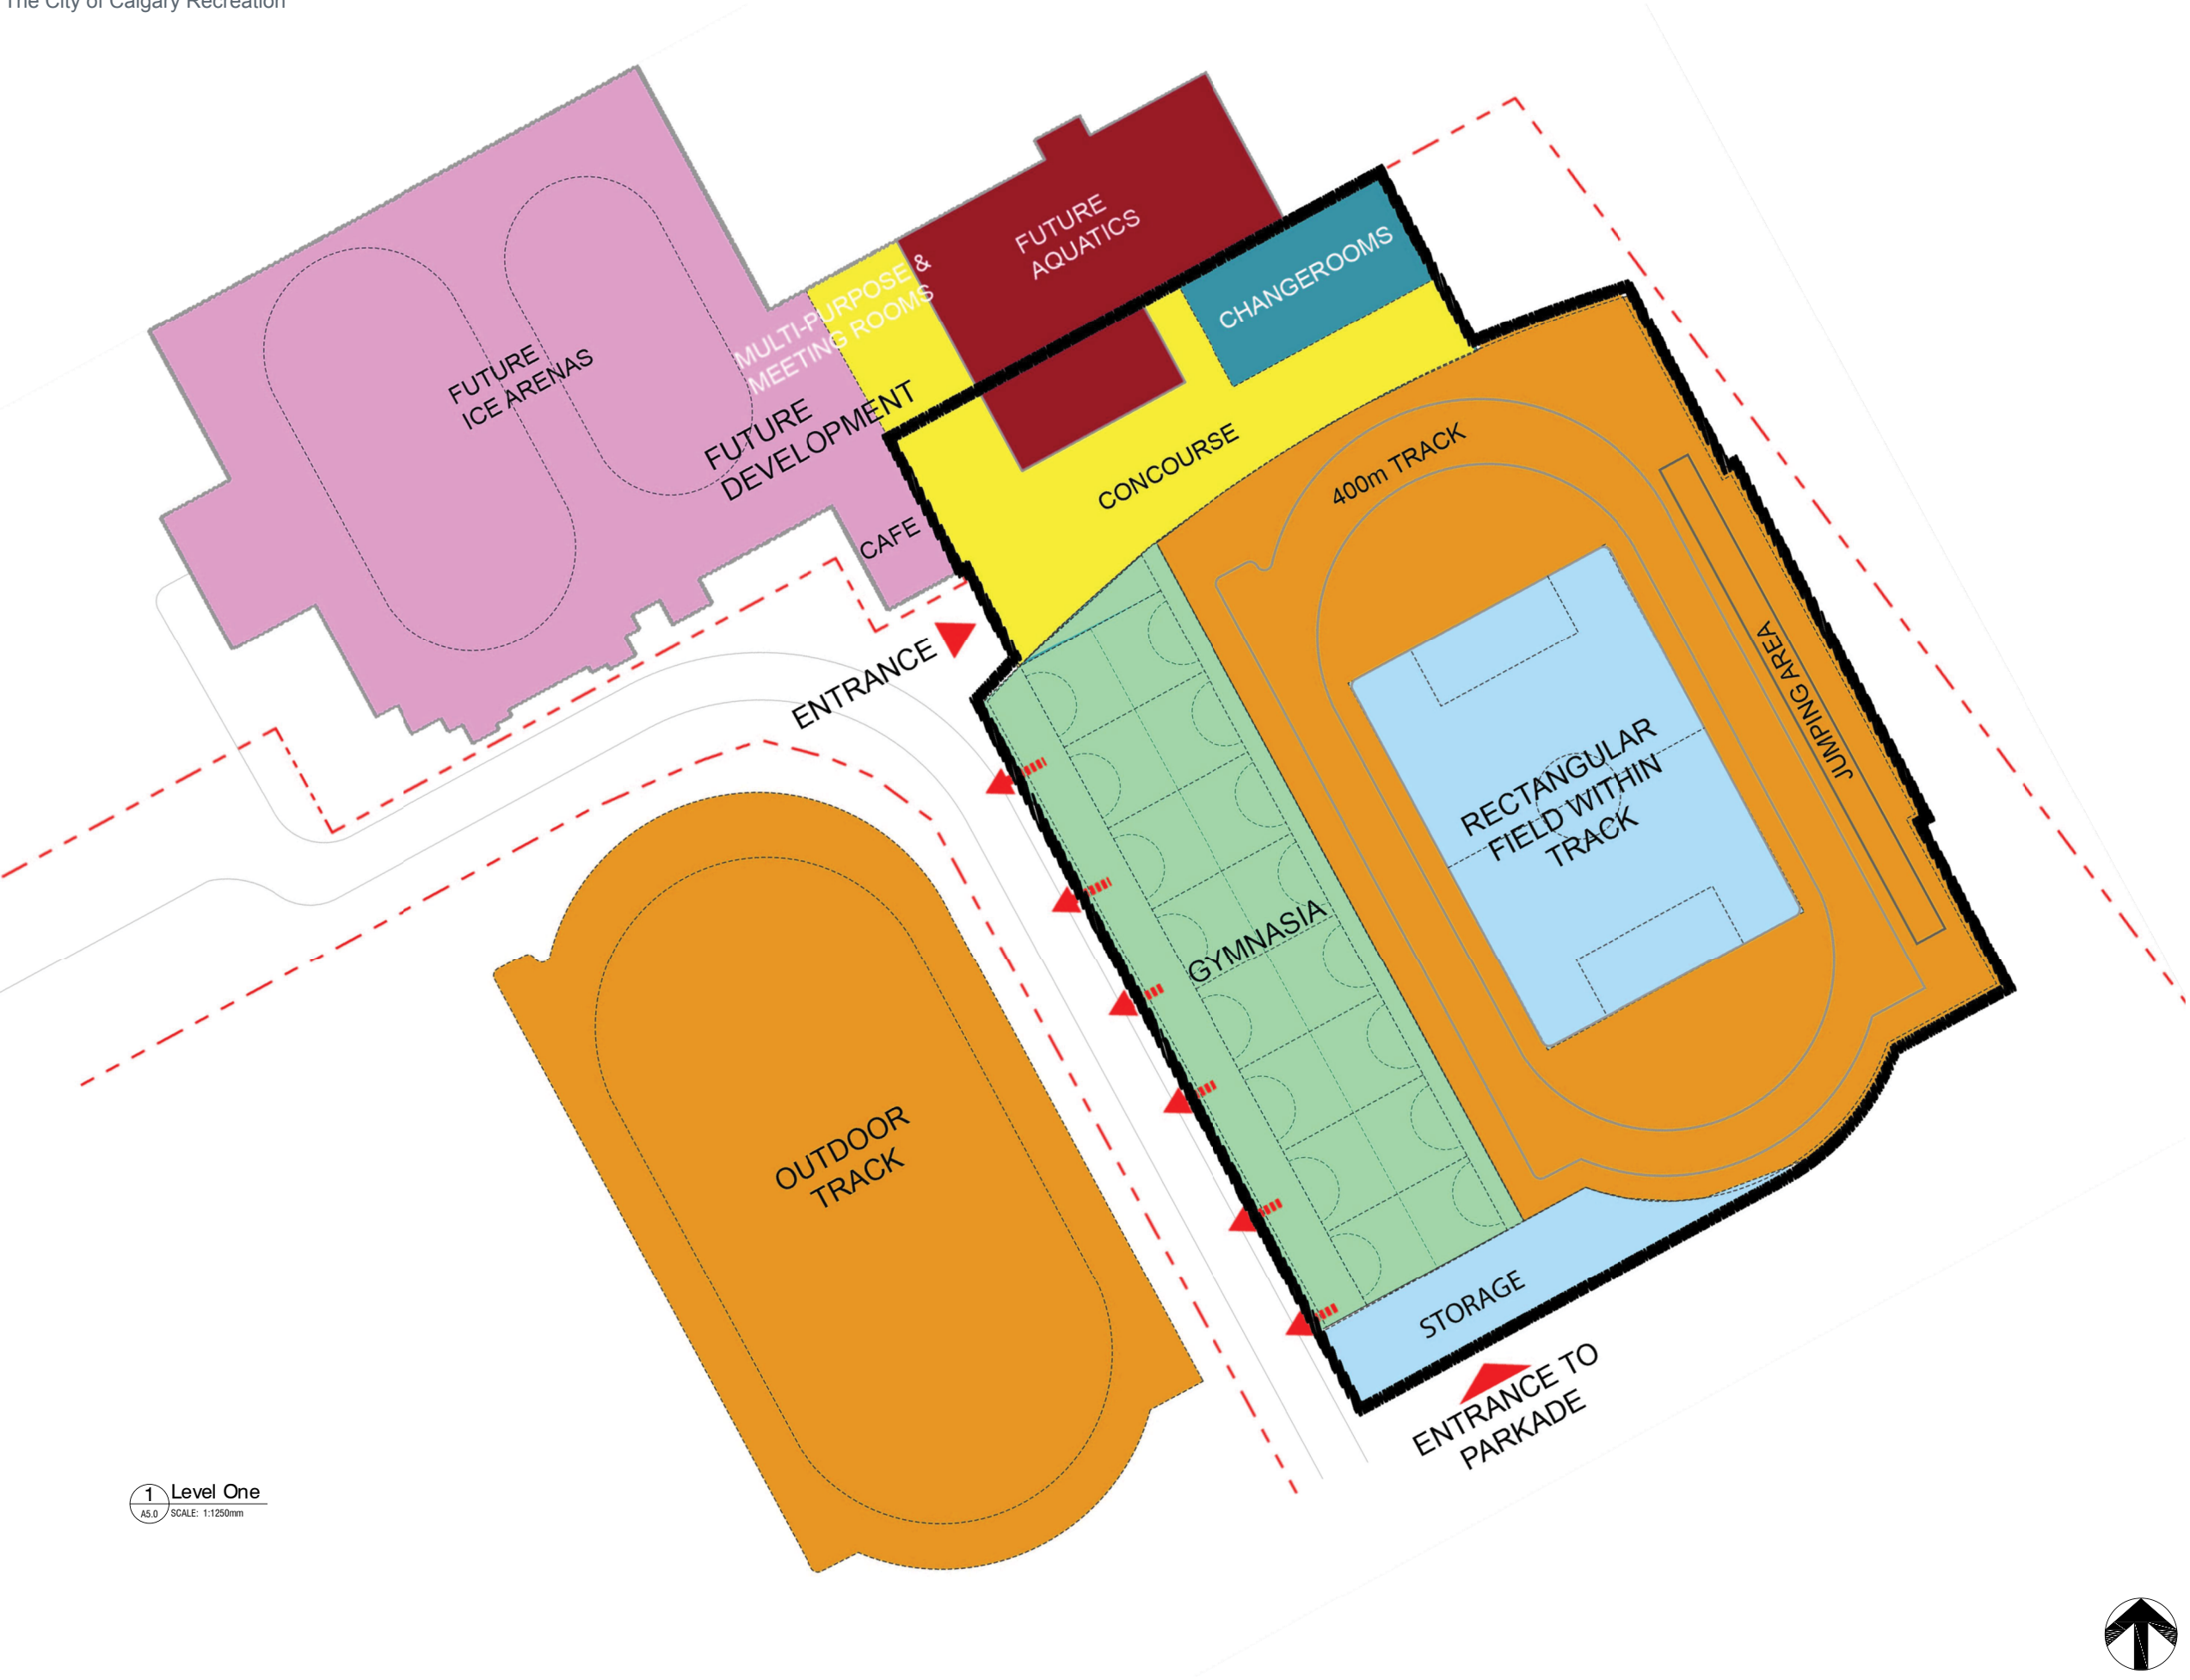 The City of Calgary Recreation
FUTURE
AQUATICS
CHANGEROOMS
MULTI-PURPOSE &
MEETING ROOMS
FUTURE
ICE ARENAS
FUTURE
DEVELOPMENT
CONCOURSE
400m TRACK
CAFE
ENTRANCE
JUMPING AREA
RECTANGULAR
FIELD WITHIN
TRACK
GYMNASIA
OUTDOOR
TRACK
STORAGE
ENTRANCE TO
PARKADE
1
A5.0
Level One
SCALE: 1:1250mm